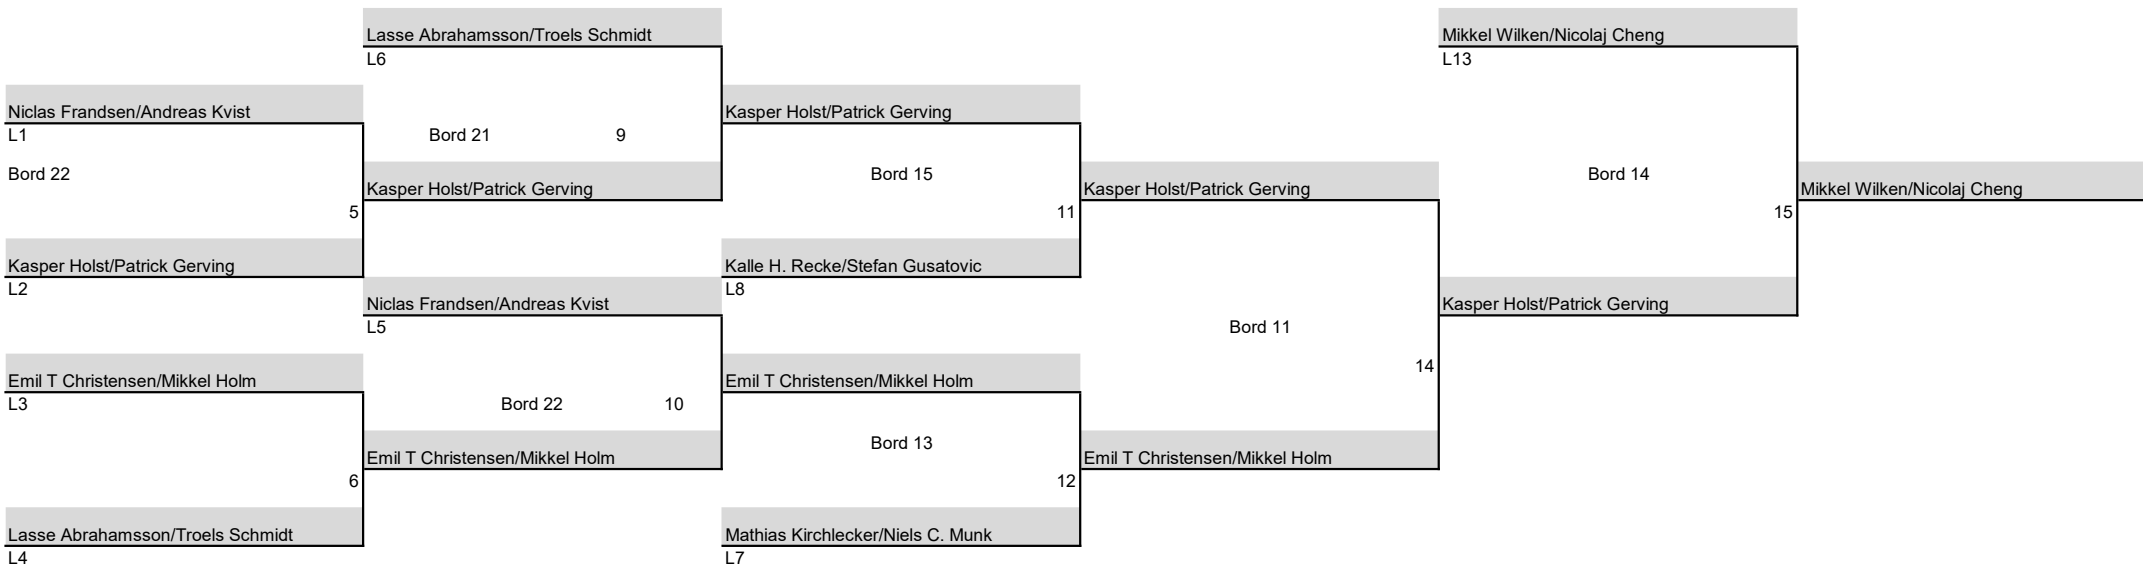 Lasse Abrahamsson/Troels Schmidt
Mikkel Wilken/Nicolaj Cheng
L6
L13
Niclas Frandsen/Andreas Kvist
Kasper Holst/Patrick Gerving
L1
Bord 21
9
Bord 22
Bord 15
Bord 14
Kasper Holst/Patrick Gerving
Kasper Holst/Patrick Gerving
Mikkel Wilken/Nicolaj Cheng
5
11
15
Kasper Holst/Patrick Gerving
Kalle H. Recke/Stefan Gusatovic
L2
L8
Niclas Frandsen/Andreas Kvist
Kasper Holst/Patrick Gerving
L5
Bord 11
14
Emil T Christensen/Mikkel Holm
Emil T Christensen/Mikkel Holm
L3
Bord 22
10
Bord 13
Emil T Christensen/Mikkel Holm
Emil T Christensen/Mikkel Holm
6
12
Lasse Abrahamsson/Troels Schmidt
Mathias Kirchlecker/Niels C. Munk
L4
L7